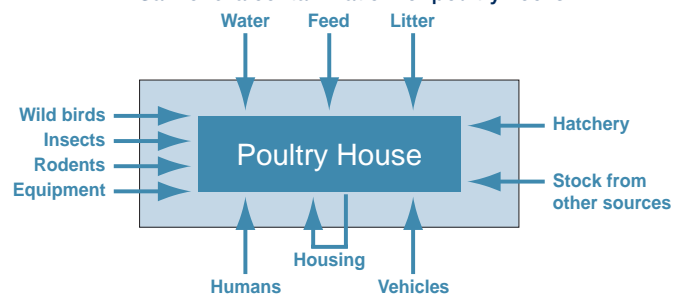 Water Feed Litter
Wild birds
Insects
Rodents
Equipment
Poultry House
Hatchery
Stock from
other sources
Housing
Humans
Vehicles